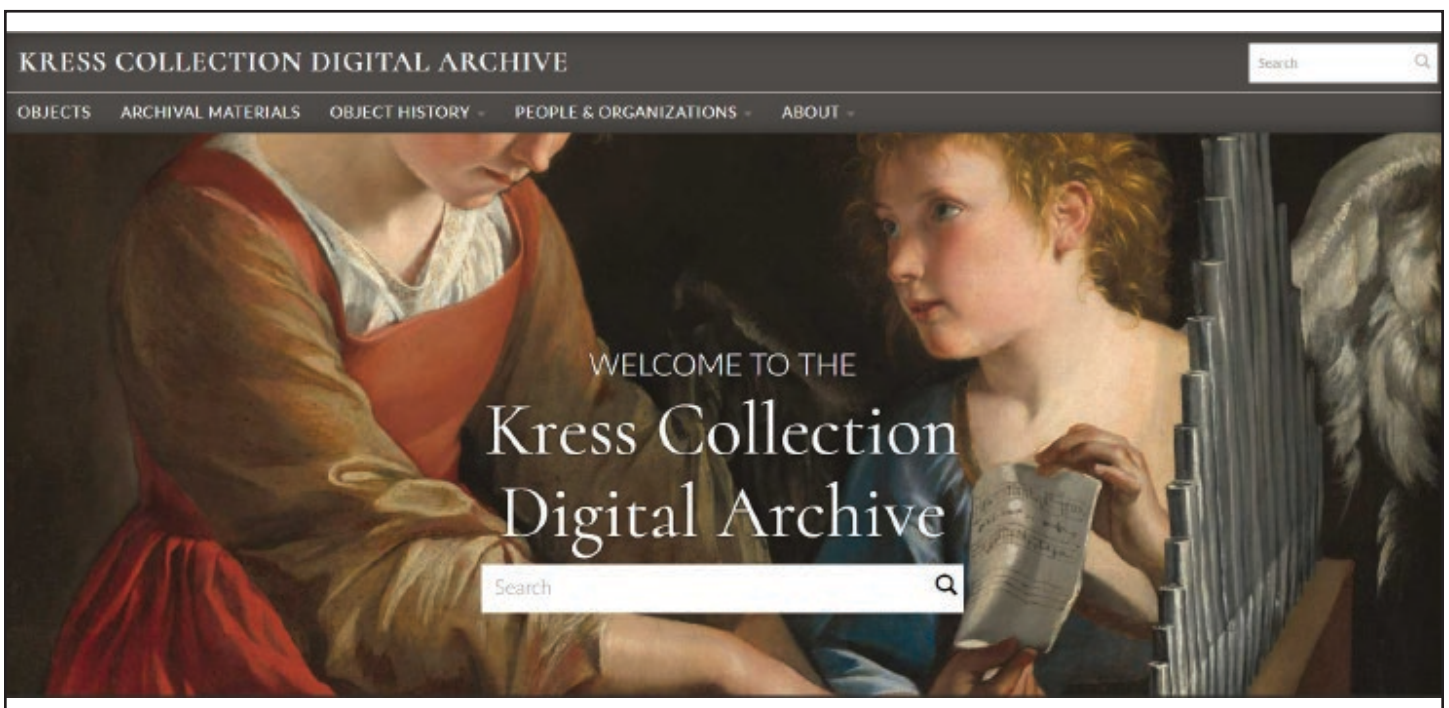 KRESS COLLECTION DIGITAL ARCHIVE
Search
OBJECTS ARCHIVAL MATERIALS OBJECT HISTORY PEOPLE & ORGANIZATIONS ABOUT
WELCOME TO THE
Kress Collection
Digital Archive
Search